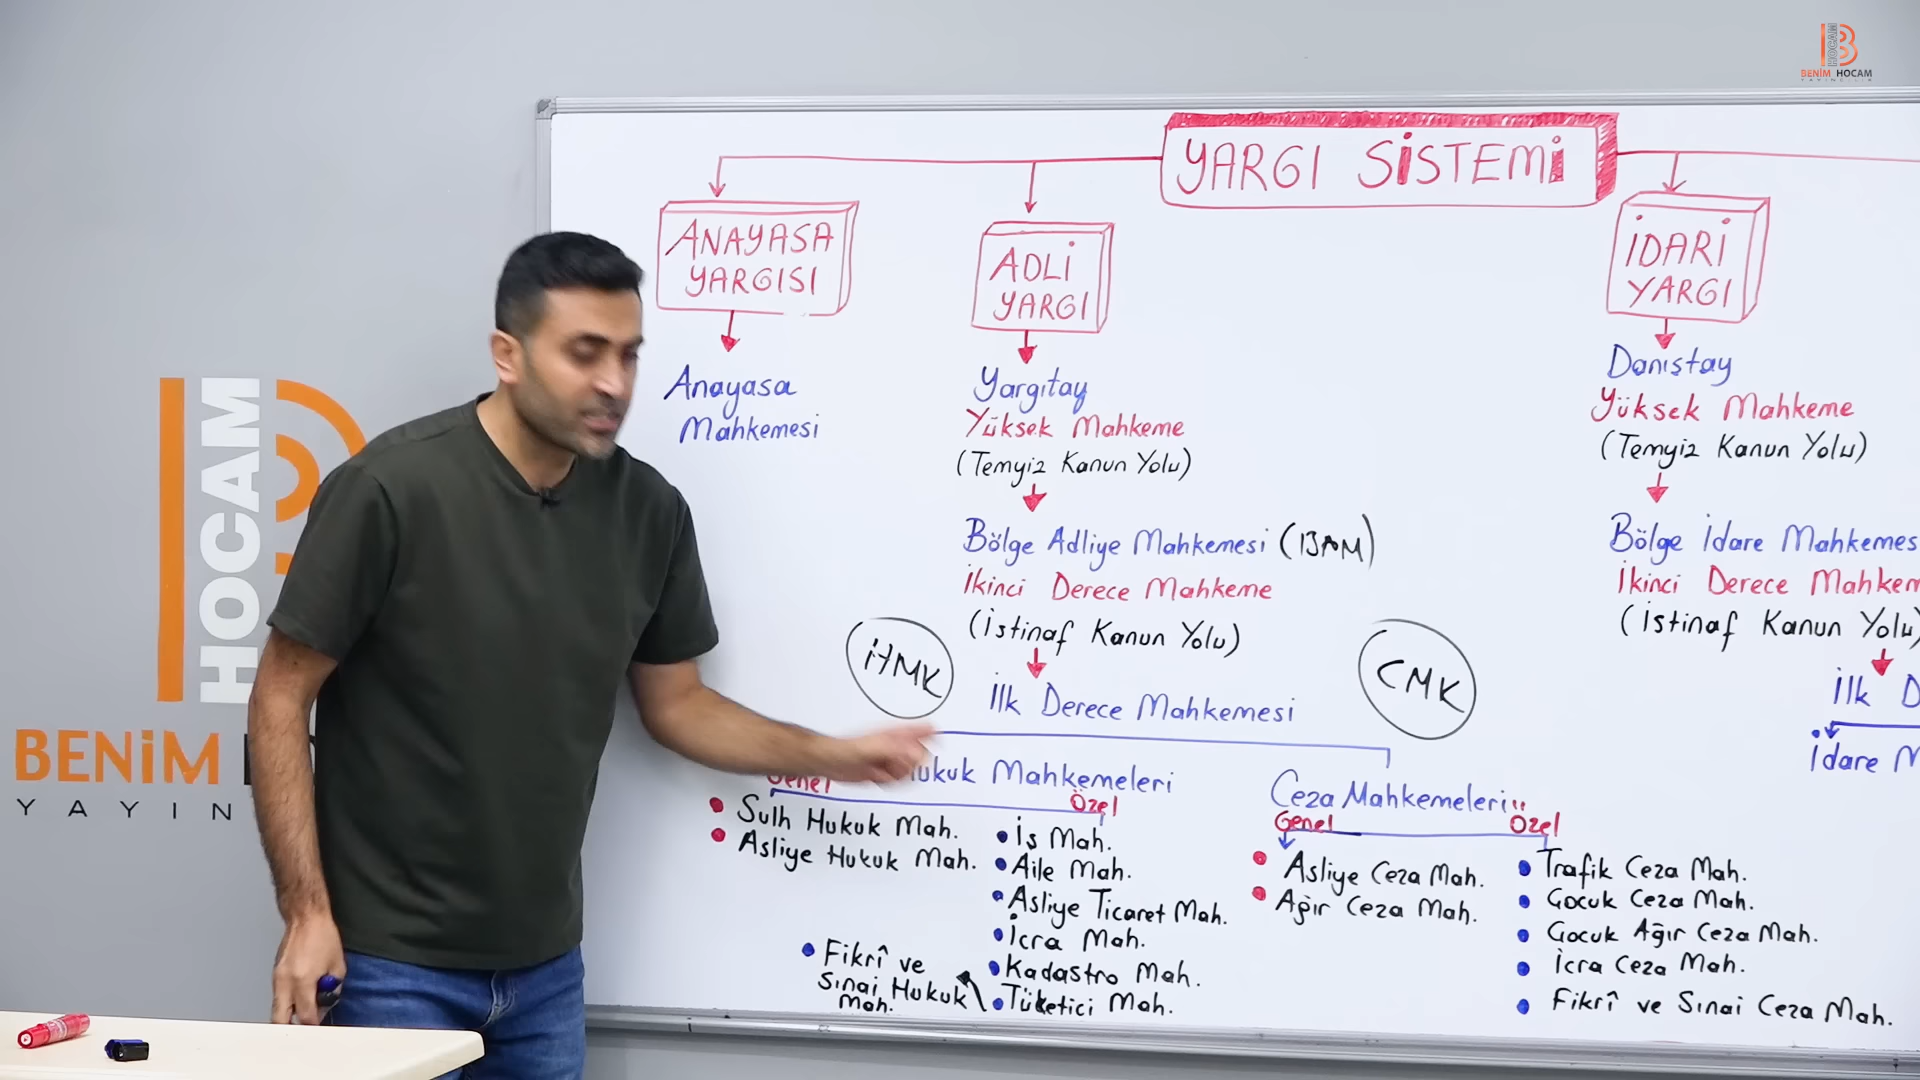 BENİM HOCAM
YAYINCILIK
HOCAM
BENİM
YAYIN
YARGI SİSTEMİ
ANAYASA
YARGISI
Anayasa
Mahkemesi
ADLİ
YARGI
Yargıtay
Yüksek Mahkeme
(Temyiz Kanun Yolu)
Bölge Adliye Mahkemesi (BAM)
İkinci Derece Mahkeme
(İstinaf Kanun Yolu)
HMK
İlk Derece Mahkemesi
CMK
Hukuk Mahkemeleri
Genel
Özel
Sulh Hukuk Mah.
Asliye Hukuk Mah.
İş Mah.
Aile Mah.
Asliye Ticaret Mah.
İcra Mah.
Kadastro Mah.
Tüketici Mah.
Fikrî ve
Sınai Hukuk
Mah.
Ceza Mahkemeleri
Genel
Özel
Asliye Ceza Mah.
Ağır Ceza Mah.
Trafik Ceza Mah.
Çocuk Ceza Mah.
Çocuk Ağır Ceza Mah.
İcra Ceza Mah.
Fikrî ve Sınai Ceza Mah.
İDARİ
YARGI
Danıştay
Yüksek Mahkeme
(Temyiz Kanun Yolu)
Bölge İdare Mahkemes
İkinci Derece Mahkem
(İstinaf Kanun Yolu)
İlk D
İdare M